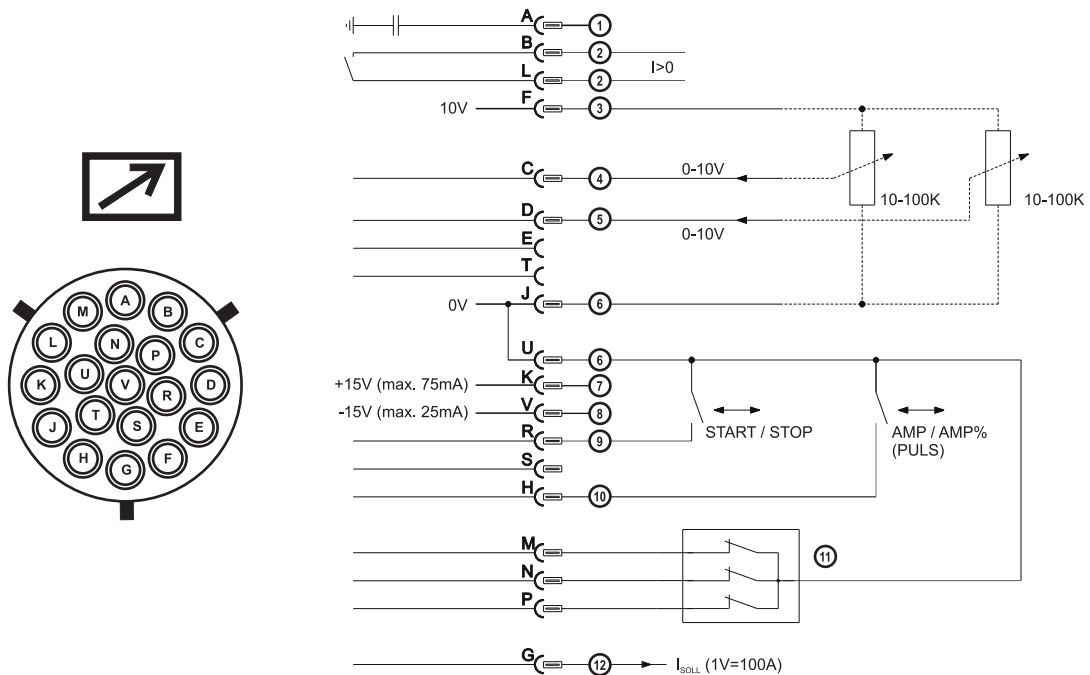 A 1
B 2
L 2 I>0
10V F 3
C 4 0-10V
10-100K 10-100K
D 5
0-10V
E
T
0V J 6
U 6
+15V (max. 75mA) K 7
-15V (max. 25mA) V 8
R 9 START / STOP AMP / AMP%
(PULS)
S
H 10
M 11
N
P
G 12 ISOLL (1V=100A)
A
M B
L N P C
K U V R D
J T S E
H G F